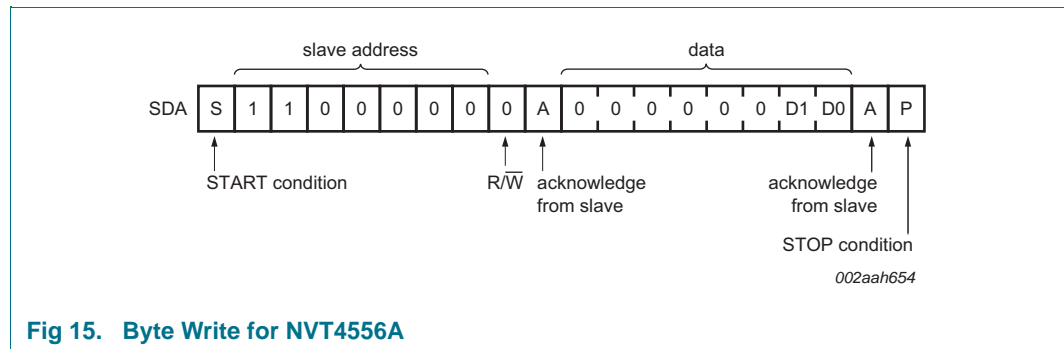 slave address data
SDA S 1 1 0 0 0 0 0 0 A 0 0 0 0 0 0 D1 D0 A P
START condition R/W̅ acknowledge from slave acknowledge from slave
STOP condition
002aah654
Fig 15. Byte Write for NVT4556A